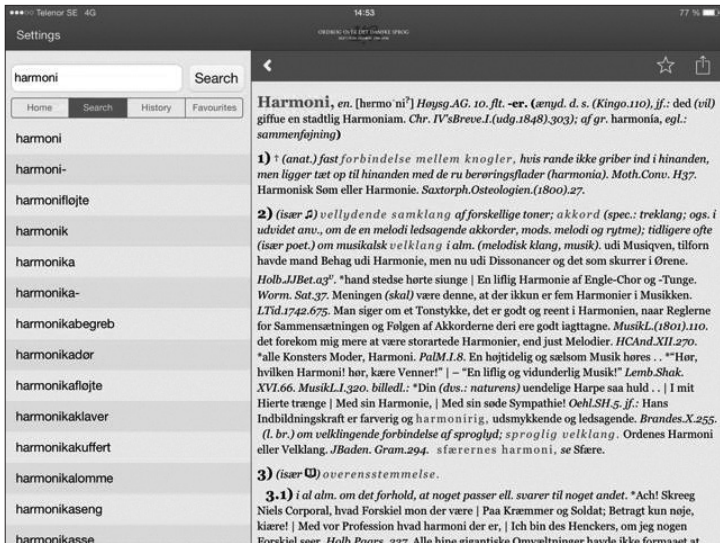 Telenor SE 4G 14:53 77 %
Settings
ORDBOG OVER DET DANSKE SPROG
harmoni Search
Home Search History Favourites
harmoni
harmoni-
harmonifløjte
harmonik
harmonika
harmonika-
harmonikabegreb
harmonikadør
harmonikafløjte
harmonikaklaver
harmonikakuffert
harmonikalomme
harmonikaseng
harmonikasse
Harmoni, en. [hɛrmoˈniˀ] Høysg.AG. 10. flt. -er. (ænyd. d. s. (Kingo.110), jf.: ded (vil)
giffue en stadtlig Harmoniam. Chr. IV'sBreve.I.(udg.1848).303); af gr. harmonía, egl.:
sammenføjning)
1) † (anat.) fast forbindelse mellem knogler, hvis rande ikke griber ind i hinanden,
men ligger tæt op til hinanden med de ru berøringsflader (harmonia). Moth.Conv. H37.
Harmonisk Søm eller Harmonie. Saxtorph.Osteologien.(1800).27.
2) (især ♫) vellydende samklang af forskellige toner; akkord (spec.: treklang; ogs. i
udvidet anv., om de en melodi ledsagende akkorder, mods. melodi og rytme); tidligere ofte
(især poet.) om musikalsk velklang i alm. (melodisk klang, musik). udi Musiqven, tilforn
havde mand Behag udi Harmonie, men nu udi Dissonancer og det som skurrer i Ørene.
Holb.JJBet.a3ᵛ. *hand stedse hørte siunge | En liflig Harmonie af Engle-Chor og -Tunge.
Worm. Sat.37. Meningen (skal) være denne, at der ikkun er fem Harmonier i Musikken.
LTid.1742.675. Man siger om et Tonstykke, det er godt og reent i Harmonien, naar Reglerne
for Sammensætningen og Følgen af Akkorderne deri ere godt iagttagne. MusikL.(1801).110.
det forekom mig mere at være storartede Harmonier, end just Melodier. HCAnd.XII.270.
*alle Konsters Moder, Harmoni. PalM.I.8. En højtidelig og sælsom Musik høres . . *"Hør,
hvilken Harmoni! hør, kære Venner!" | – "En liflig og vidunderlig Musik!" Lemb.Shak.
XVI.66. MusikL.I.320. billedl.: *Din (dvs.: naturens) uendelige Harpe saa huld . . | I mit
Hierte trænge | Med sin Harmonie, | Med sin søde Sympathie! Oehl.SH.5. jf.: Hans
Indbildningskraft er farverig og harmonirig, udsmykkende og ledsagende. Brandes.X.255.
(l. br.) om velklingende forbindelse af sproglyd; sproglig velklang. Ordenes Harmoni
eller Velklang. JBaden. Gram.294. sfærernes harmoni, se Sfære.
3) (især 📖) overensstemmelse.
3.1) i al alm. om det forhold, at noget passer ell. svarer til noget andet. *Ach! Skreeg
Niels Corporal, hvad Forskiel mon der være | Paa Kræmmer og Soldat; Betragt kun nøje,
kiære! | Med vor Profession hvad harmoni der er, | Ich bin des Henckers, om jeg nogen
Forskiel seer. Holb.Paars. 227. Alle hine gigantiske Omvæltninger havde ikke formaaet at